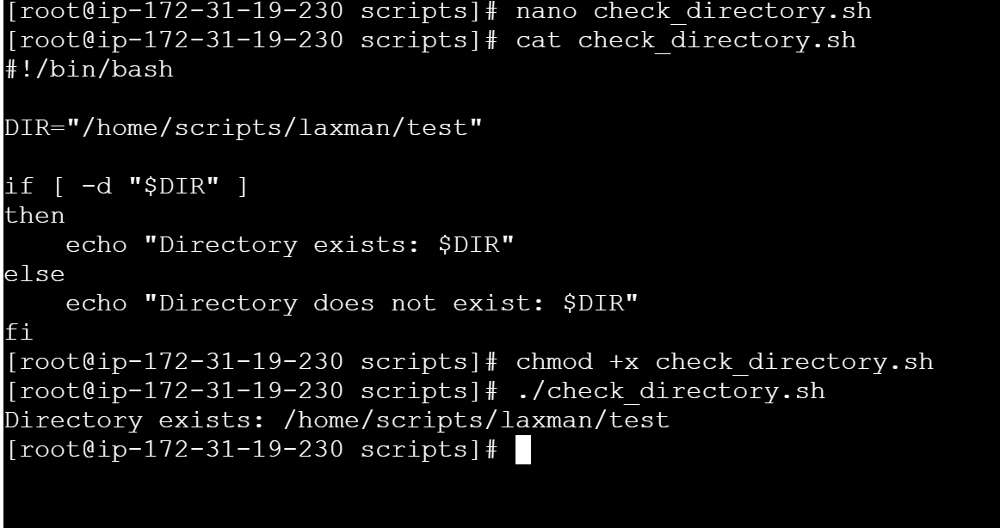 [root@ip-172-31-19-230 scripts]# nano check_directory.sh
[root@ip-172-31-19-230 scripts]# cat check_directory.sh
#!/bin/bash

DIR="/home/scripts/laxman/test"

if [ -d "$DIR" ]
then
    echo "Directory exists: $DIR"
else
    echo "Directory does not exist: $DIR"
fi
[root@ip-172-31-19-230 scripts]# chmod +x check_directory.sh
[root@ip-172-31-19-230 scripts]# ./check_directory.sh
Directory exists: /home/scripts/laxman/test
[root@ip-172-31-19-230 scripts]#